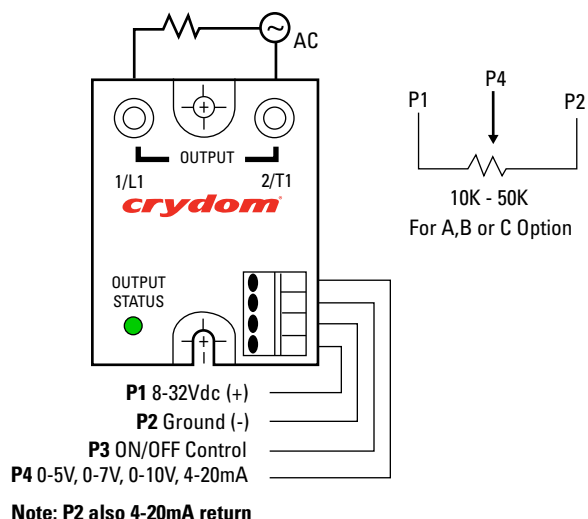 AC
OUTPUT
1/L1 2/T1
crydom
OUTPUT
STATUS
P1 8-32Vdc (+)
P2 Ground (-)
P3 ON/OFF Control
P4 0-5V, 0-7V, 0-10V, 4-20mA
Note: P2 also 4-20mA return
P4
P1 P2
10K - 50K
For A,B or C Option